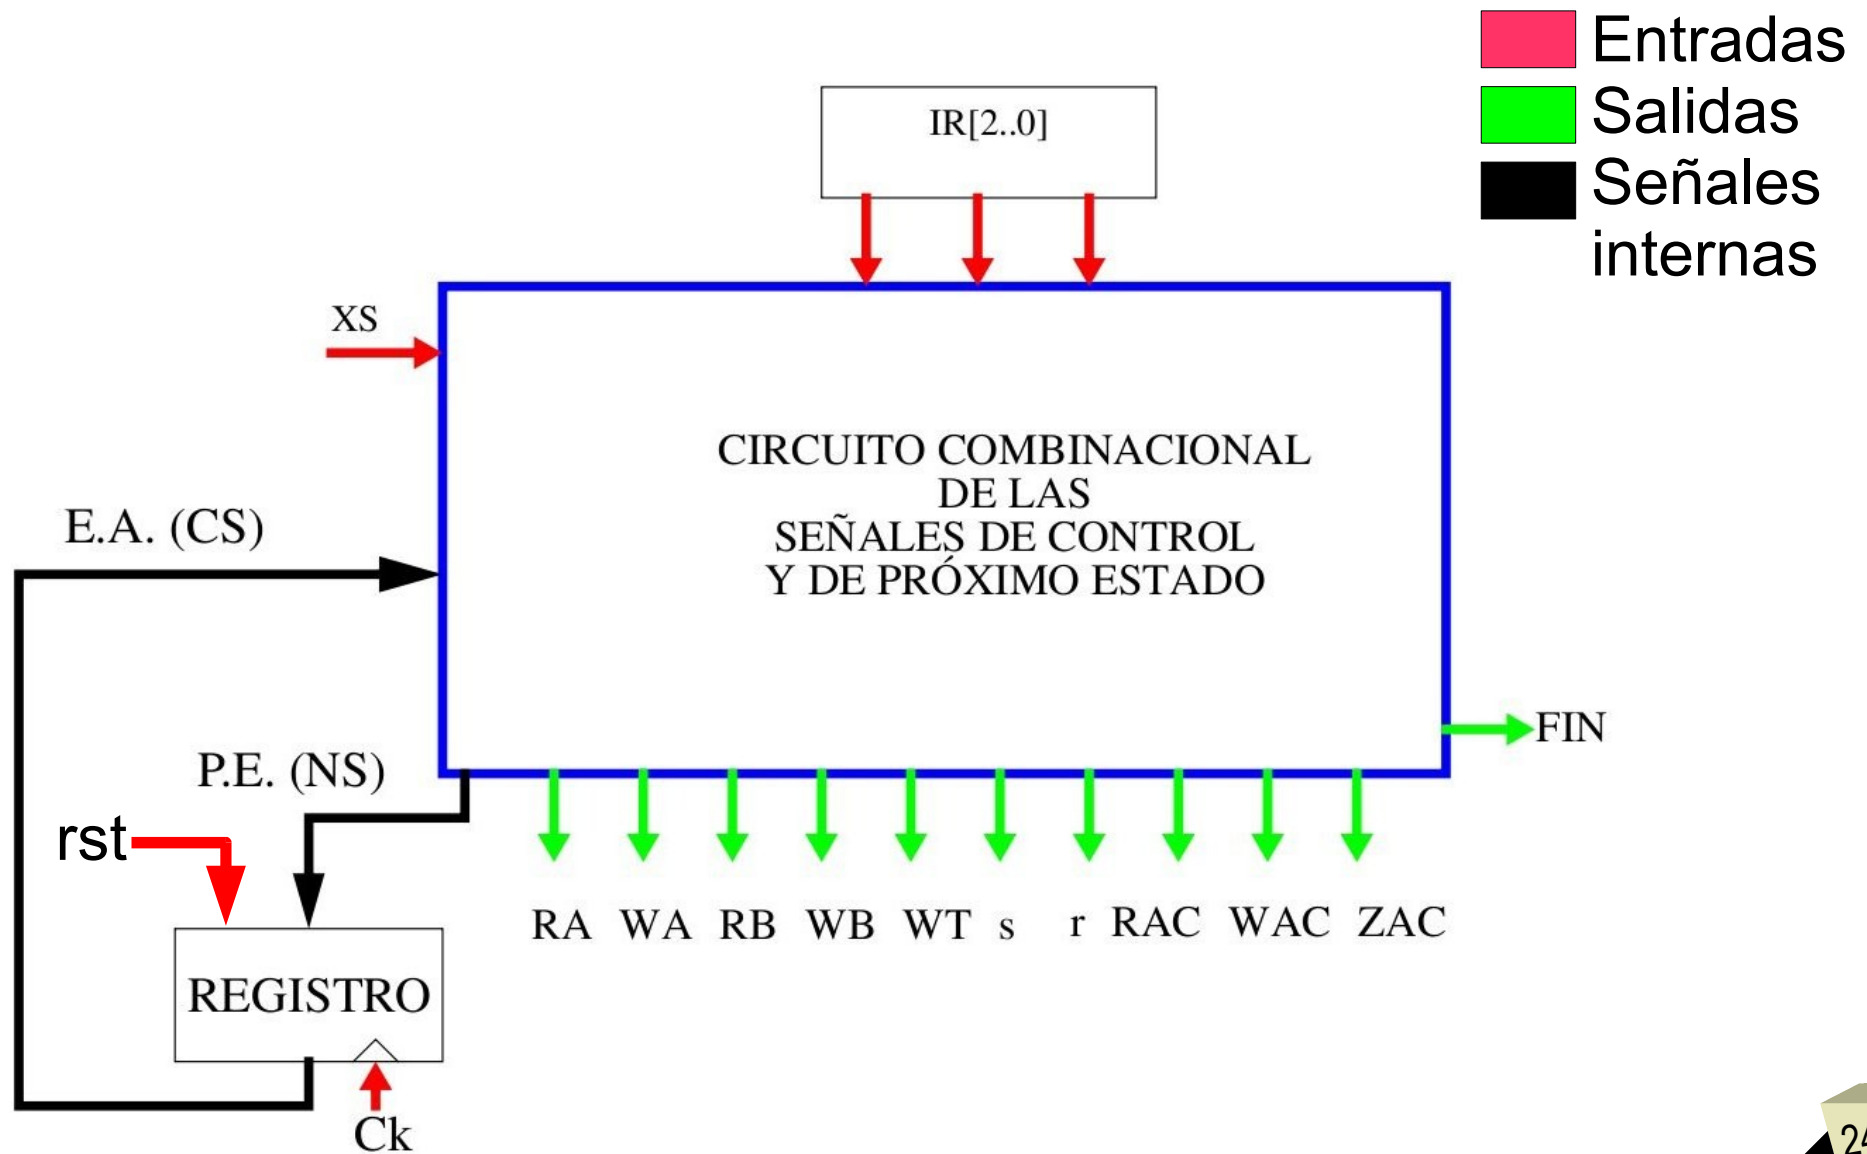 Entradas
Salidas
Señales
internas
IR[2..0]
XS
CIRCUITO COMBINACIONAL
DE LAS
SEÑALES DE CONTROL
Y DE PRÓXIMO ESTADO
E.A. (CS)
FIN
P.E. (NS)
rst
RA WA RB WB WT s r RAC WAC ZAC
REGISTRO
Ck
24